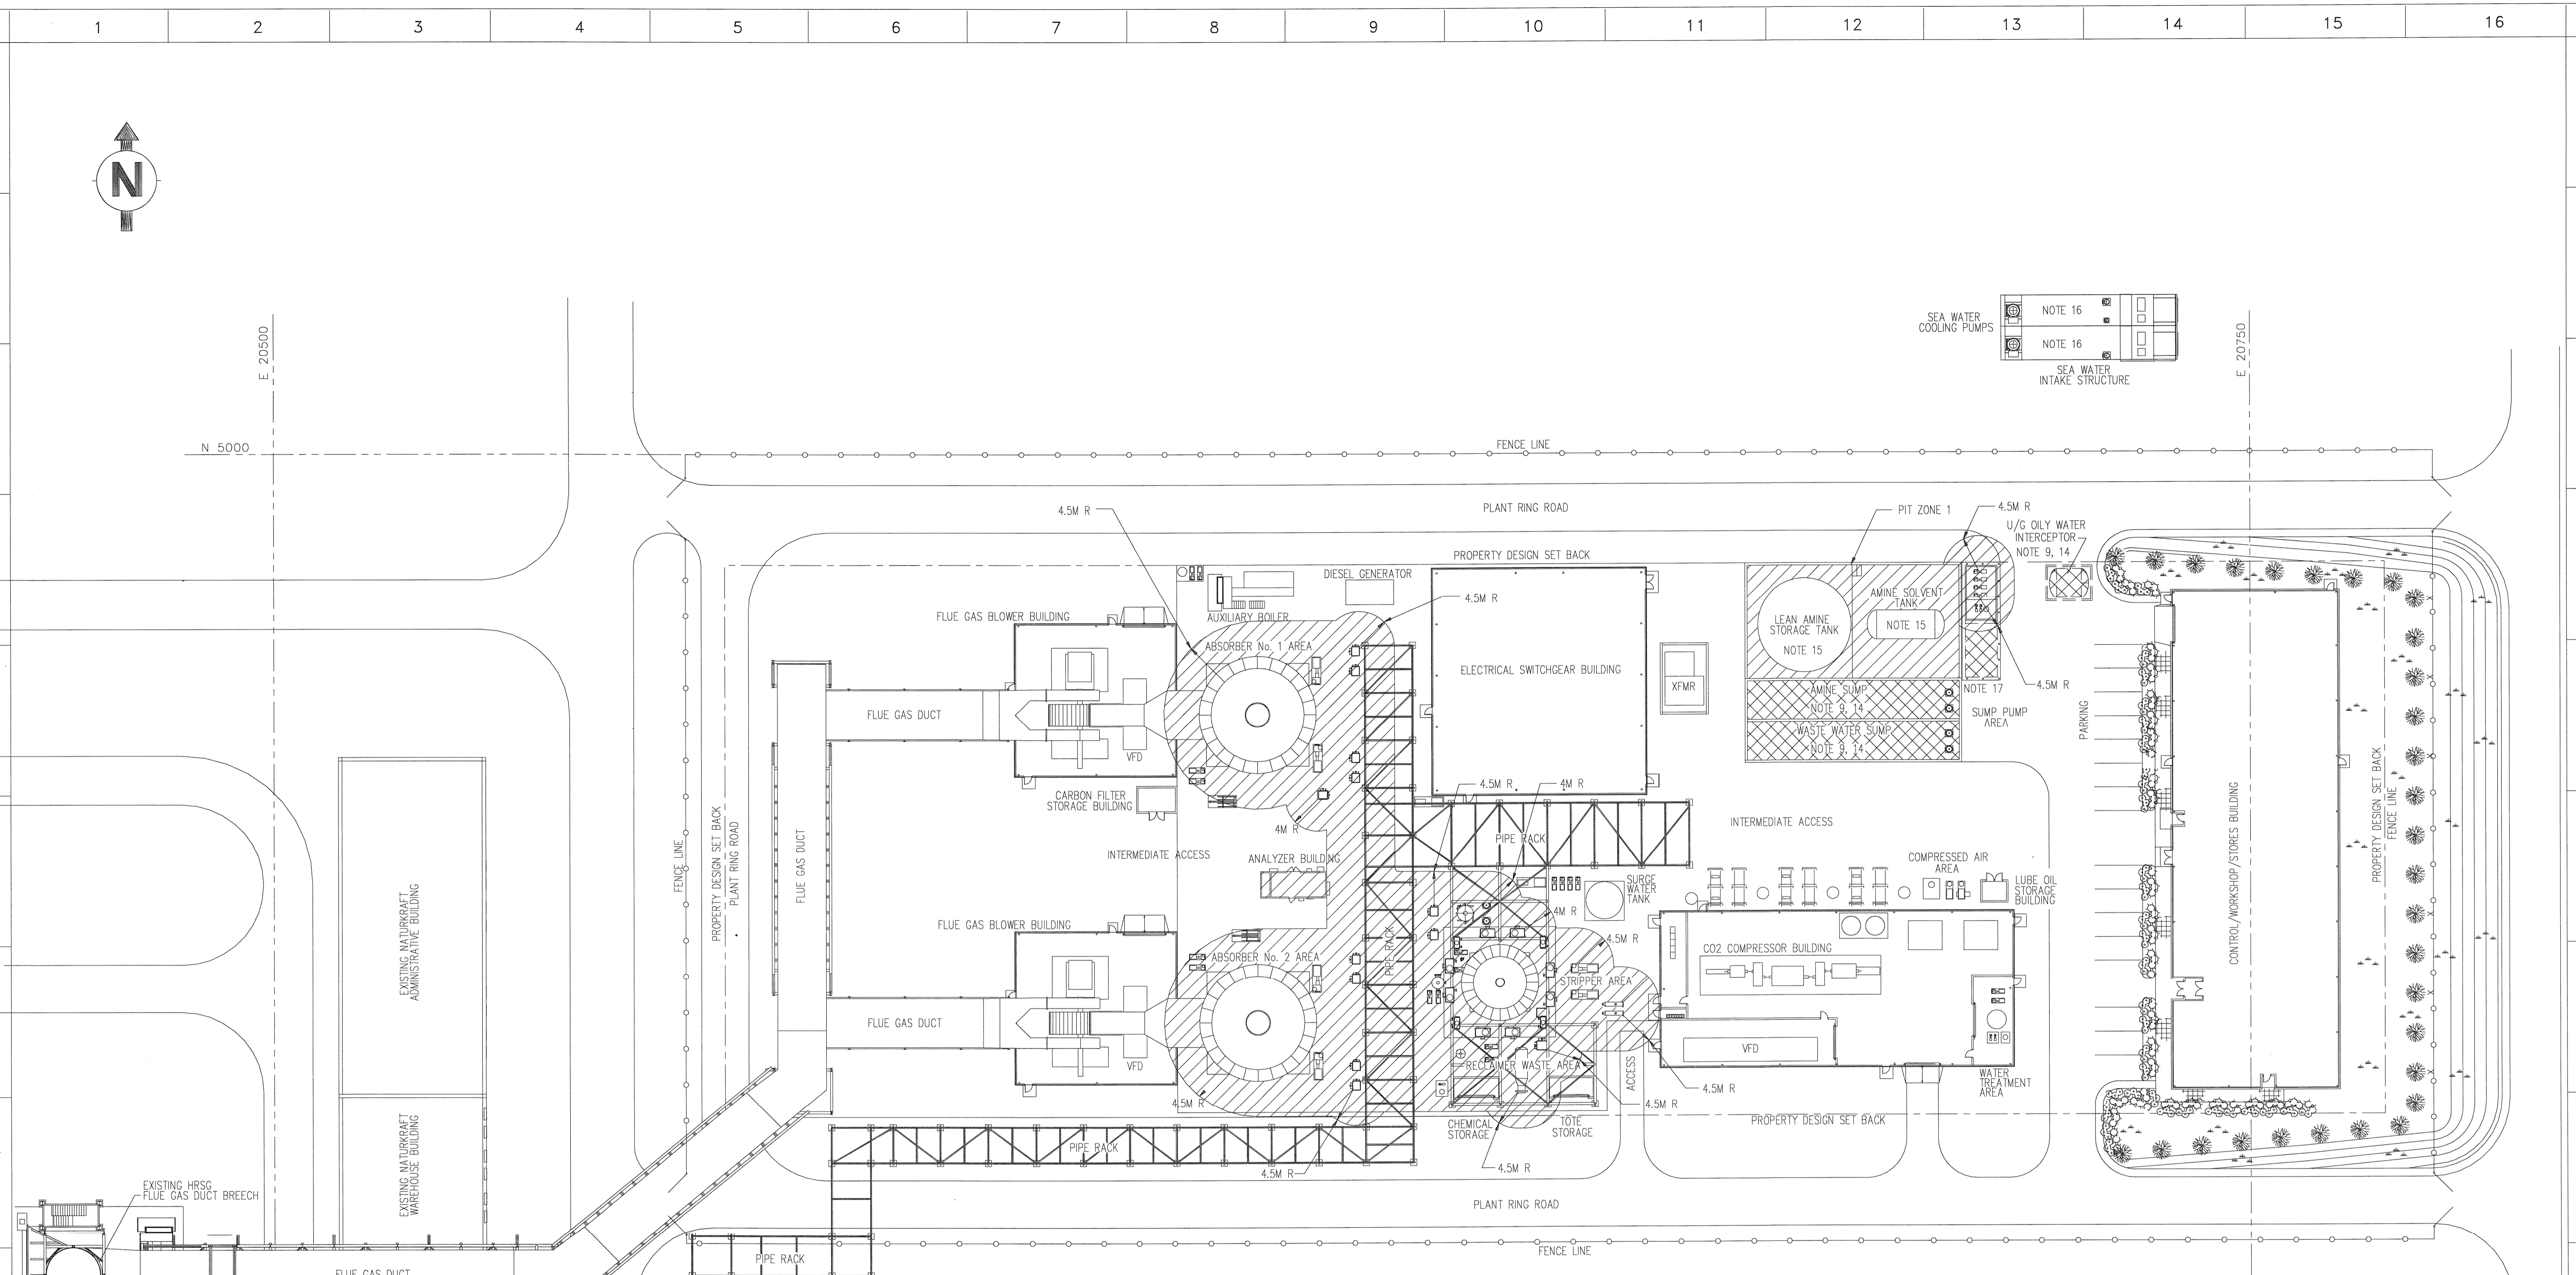 1 2 3 4 5 6 7 8 9 10 11 12 13 14 15 16
N
E 20500
E 20750
SEA WATER
COOLING PUMPS
NOTE 16
NOTE 16
SEA WATER
INTAKE STRUCTURE
N 5000
FENCE LINE
4.5M R
PLANT RING ROAD
PIT ZONE 1
4.5M R
U/G OILY WATER
INTERCEPTOR
NOTE 9, 14
PROPERTY DESIGN SET BACK
DIESEL GENERATOR
4.5M R
FLUE GAS BLOWER BUILDING
AUXILIARY BOILER
ABSORBER No. 1 AREA
LEAN AMINE
STORAGE TANK
NOTE 15
AMINE SOLVENT
TANK
NOTE 15
ELECTRICAL SWITCHGEAR BUILDING
XFMR
4.5M R
NOTE 17
AMINE SUMP
NOTE 9, 14
SUMP PUMP
AREA
WASTE WATER SUMP
NOTE 9, 14
PARKING
FLUE GAS DUCT
VFD
4.5M R
4M R
CARBON FILTER
STORAGE BUILDING
4M R
PIPE RACK
INTERMEDIATE ACCESS
INTERMEDIATE ACCESS
ANALYZER BUILDING
COMPRESSED AIR
AREA
SURGE
WATER
TANK
LUBE OIL
STORAGE
BUILDING
FENCE LINE
PROPERTY DESIGN SET BACK
PLANT RING ROAD
FLUE GAS DUCT
CONTROL/WORKSHOP/STORES BUILDING
PROPERTY DESIGN SET BACK
FENCE LINE
EXISTING NATURKRAFT
ADMINISTRATIVE BUILDING
FLUE GAS BLOWER BUILDING
4M R
4.5M R
PIPE RACK
ABSORBER No. 2 AREA
STRIPPER AREA
CO2 COMPRESSOR BUILDING
FLUE GAS DUCT
VFD
VFD
RECLAIMER WASTE AREA
ACCESS
WATER
TREATMENT
AREA
4.5M R
4.5M R
4.5M R
CHEMICAL
STORAGE
TOTE
STORAGE
PROPERTY DESIGN SET BACK
EXISTING NATURKRAFT
WAREHOUSE BUILDING
PIPE RACK
4.5M R
4.5M R
EXISTING HRSG
FLUE GAS DUCT BREECH
PLANT RING ROAD
FENCE LINE
PIPE RACK
FLUE GAS DUCT